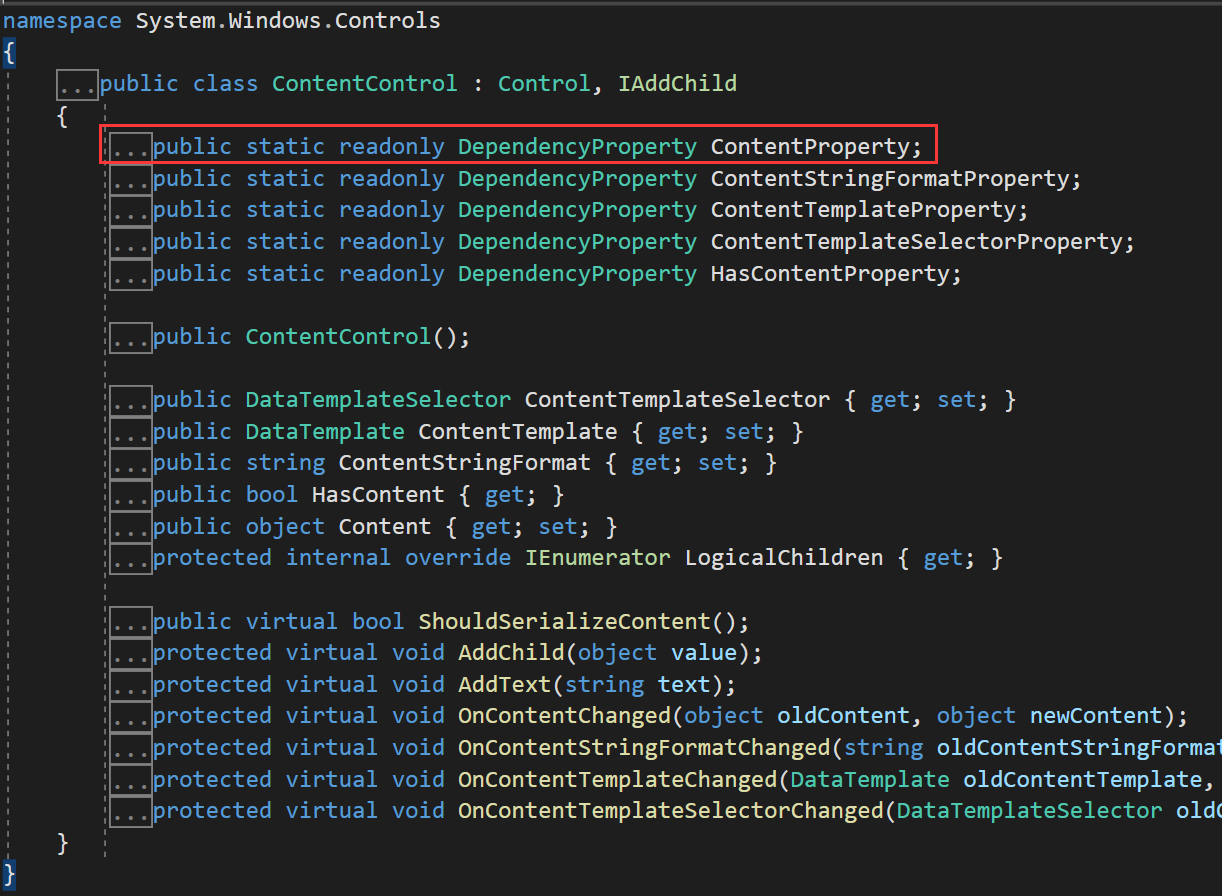 namespace System.Windows.Controls
{
...public class ContentControl : Control, IAddChild
{
...public static readonly DependencyProperty ContentProperty;
...public static readonly DependencyProperty ContentStringFormatProperty;
...public static readonly DependencyProperty ContentTemplateProperty;
...public static readonly DependencyProperty ContentTemplateSelectorProperty;
...public static readonly DependencyProperty HasContentProperty;
...public ContentControl();
...public DataTemplateSelector ContentTemplateSelector { get; set; }
...public DataTemplate ContentTemplate { get; set; }
...public string ContentStringFormat { get; set; }
...public bool HasContent { get; }
...public object Content { get; set; }
...protected internal override IEnumerator LogicalChildren { get; }
...public virtual bool ShouldSerializeContent();
...protected virtual void AddChild(object value);
...protected virtual void AddText(string text);
...protected virtual void OnContentChanged(object oldContent, object newContent);
...protected virtual void OnContentStringFormatChanged(string oldContentStringFormat
...protected virtual void OnContentTemplateChanged(DataTemplate oldContentTemplate,
...protected virtual void OnContentTemplateSelectorChanged(DataTemplateSelector old
}
}